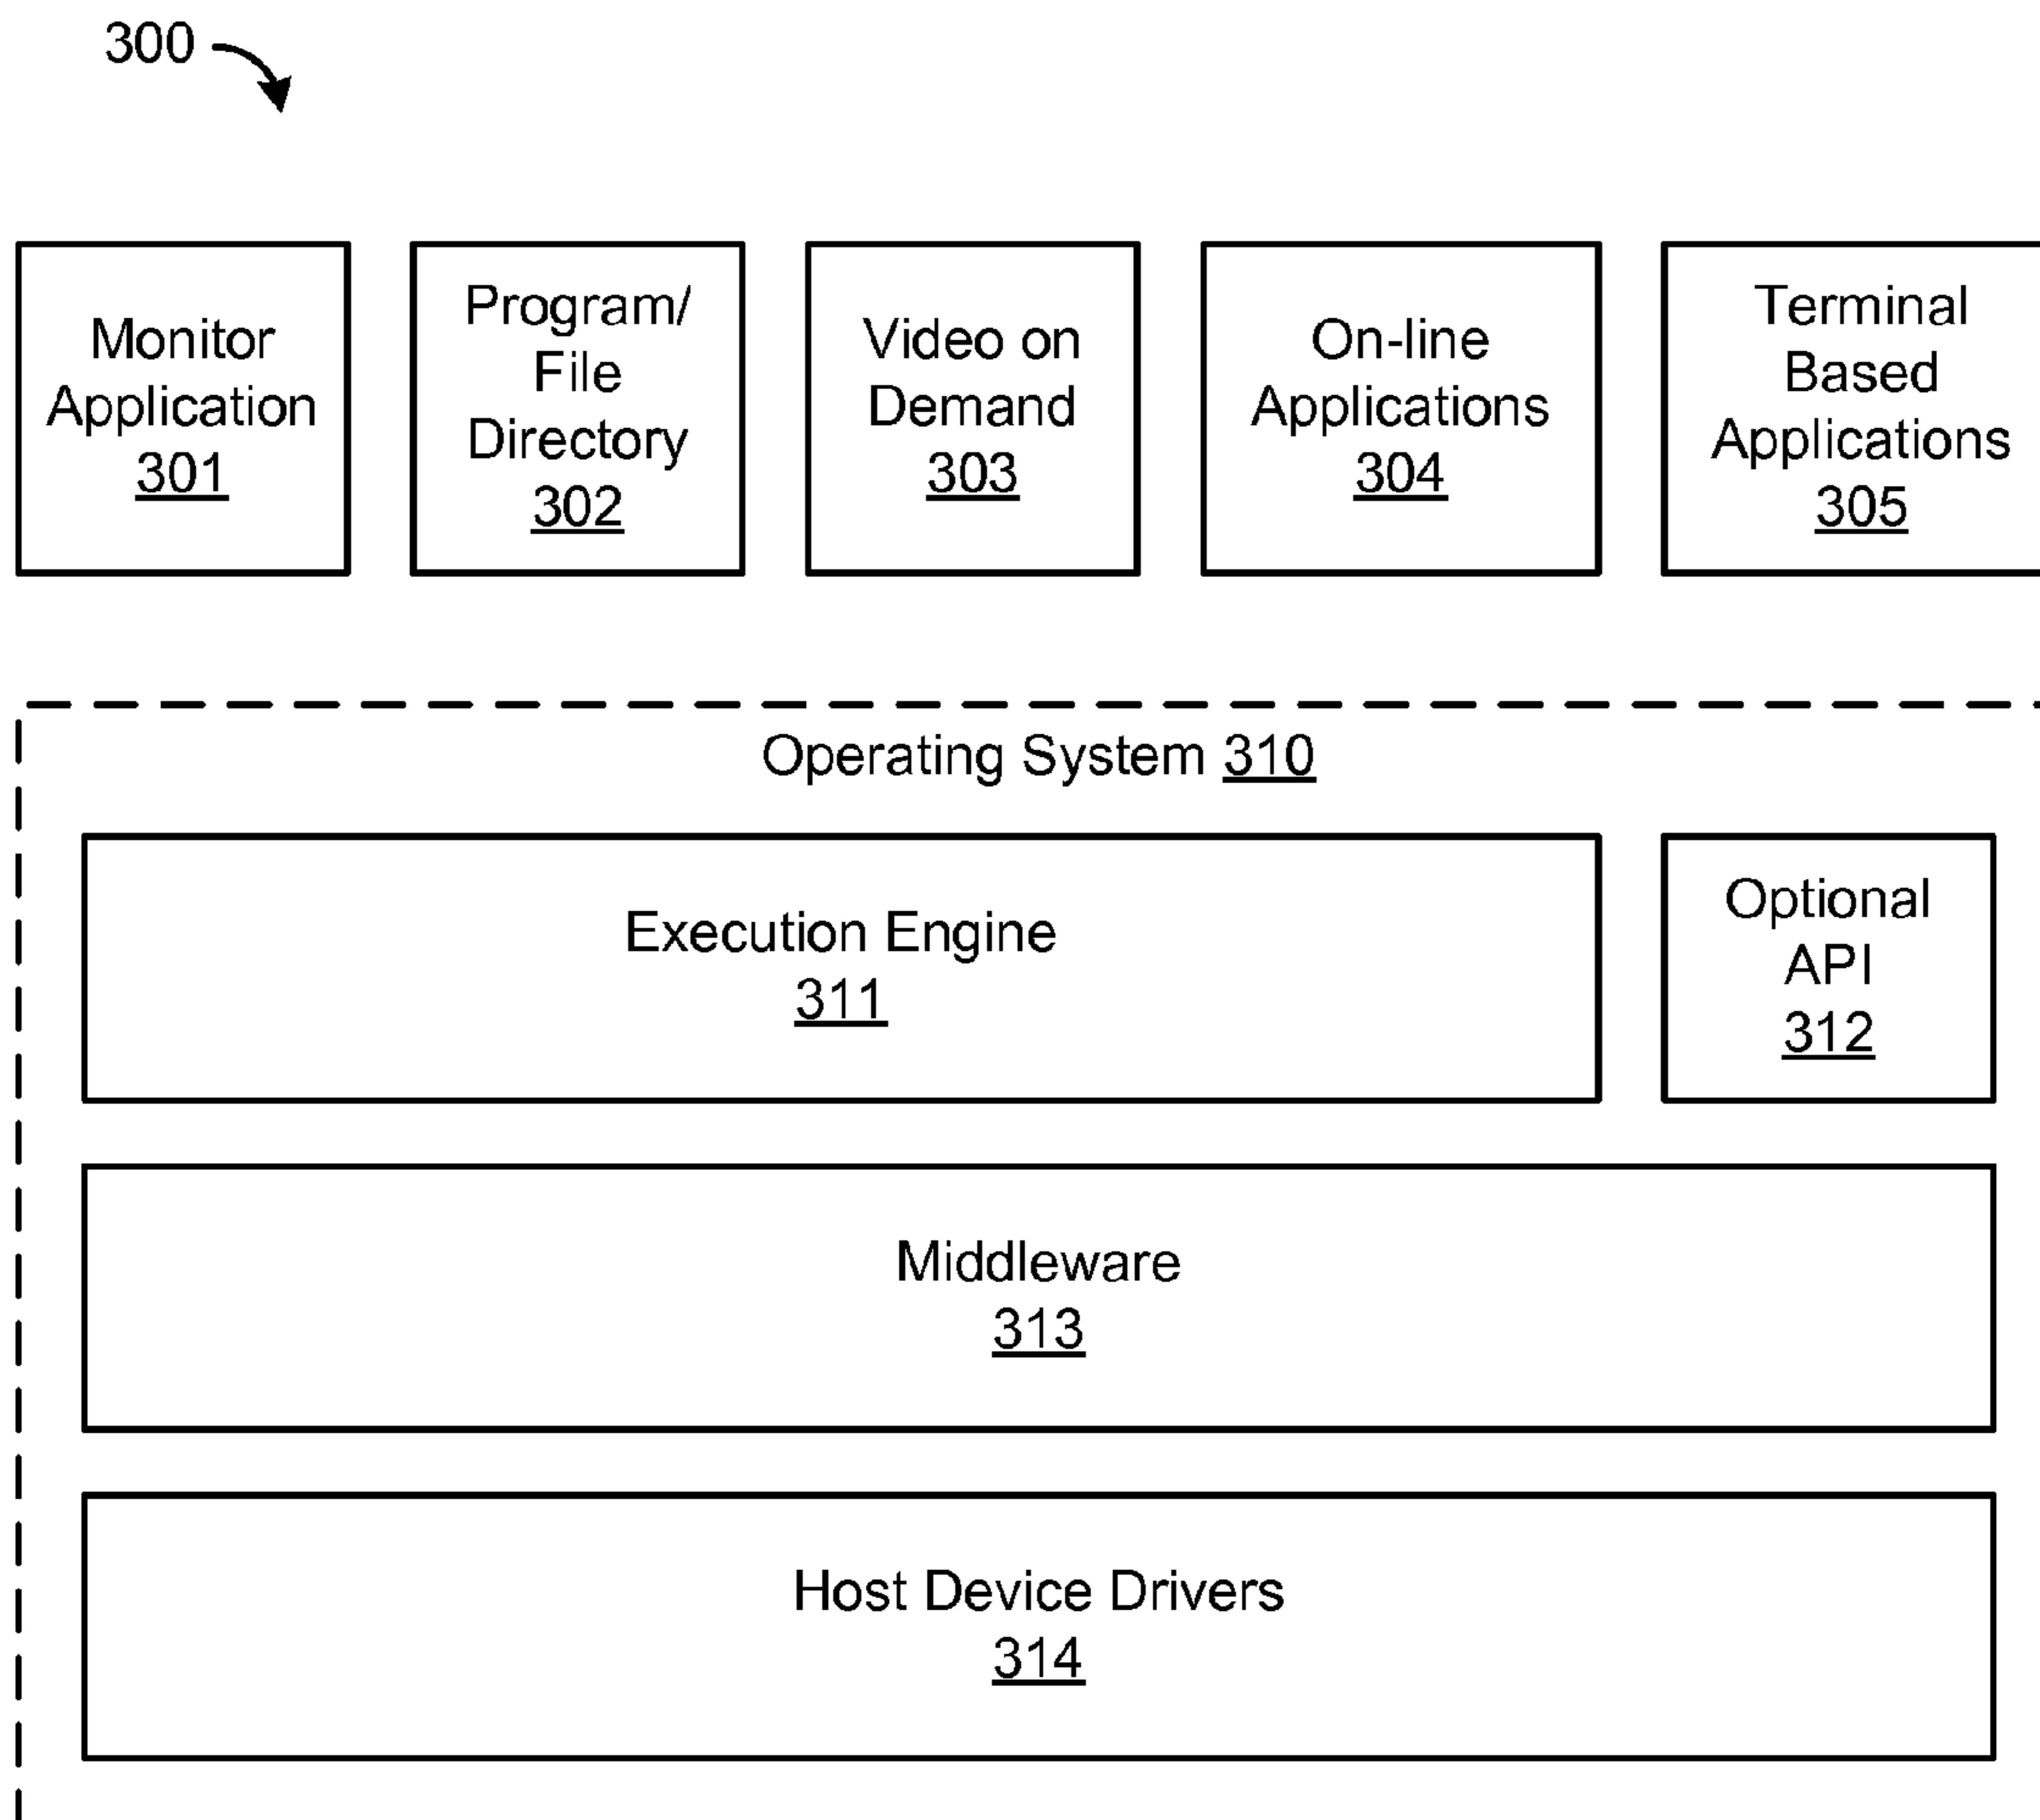 300
Monitor
Application
301
Program/
File
Directory
302
Video on
Demand
303
On-line
Applications
304
Terminal
Based
Applications
305
Operating System 310
Execution Engine
311
Optional
API
312
Middleware
313
Host Device Drivers
314